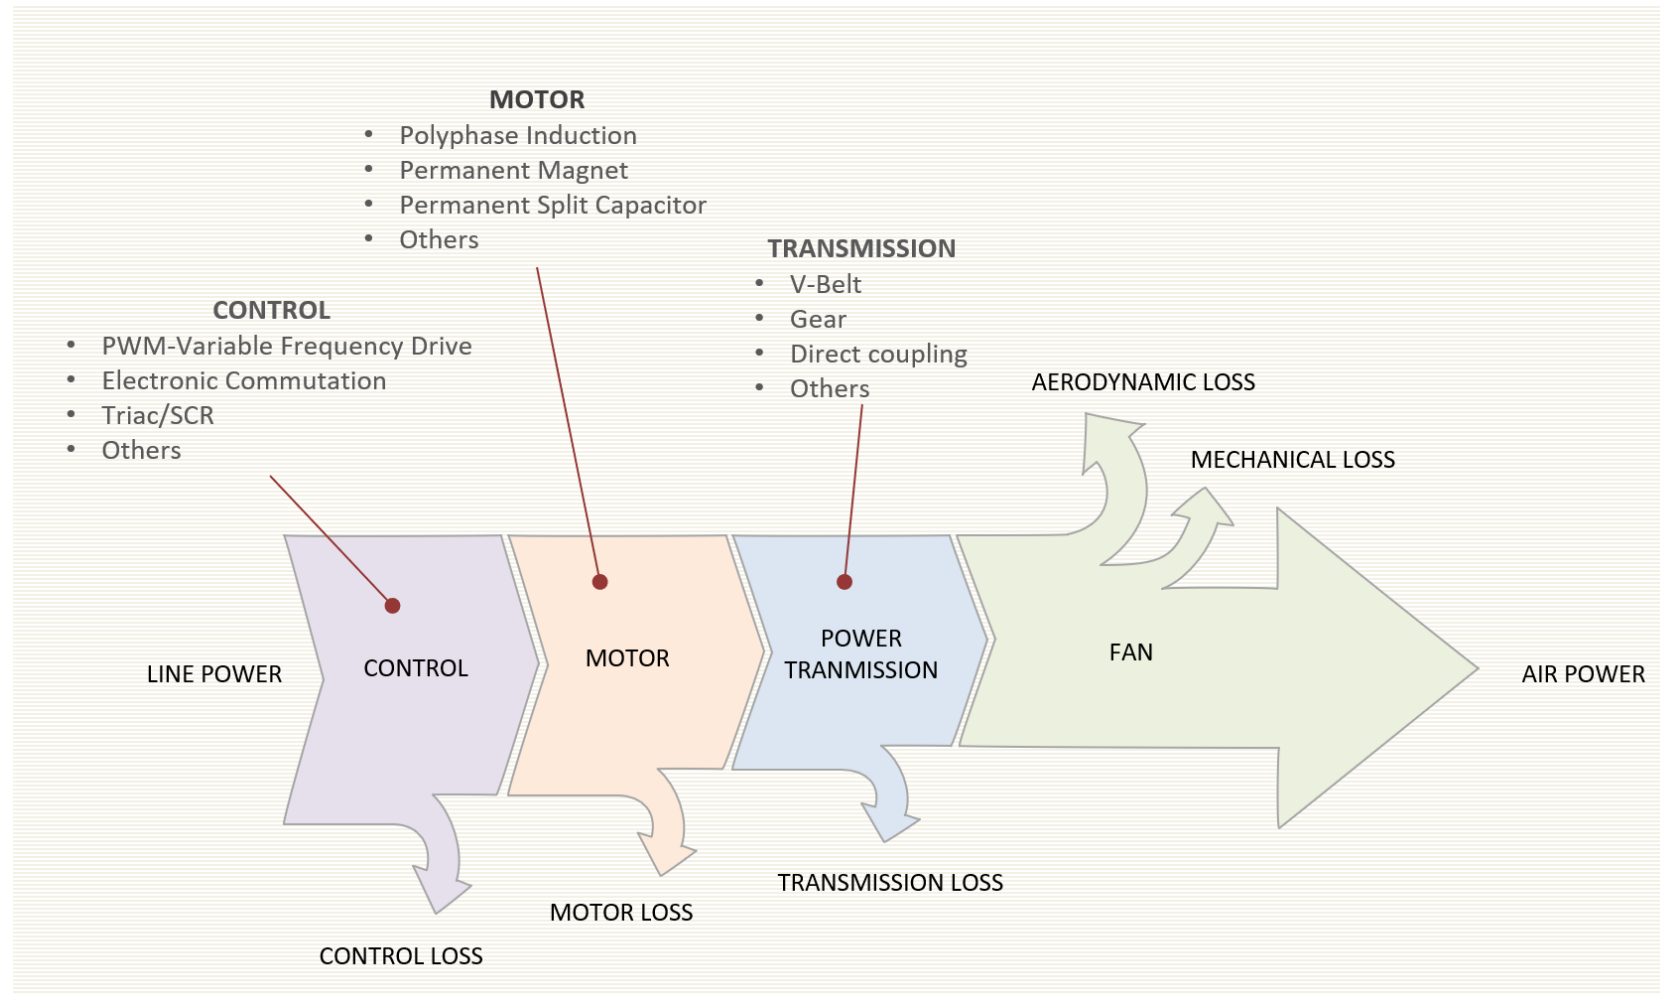 MOTOR
• Polyphase Induction
• Permanent Magnet
• Permanent Split Capacitor
• Others
TRANSMISSION
• V-Belt
• Gear
• Direct coupling
• Others
CONTROL
• PWM-Variable Frequency Drive
• Electronic Commutation
• Triac/SCR
• Others
AERODYNAMIC LOSS
MECHANICAL LOSS
LINE POWER
CONTROL
MOTOR
POWER
TRANMISSION
FAN
AIR POWER
TRANSMISSION LOSS
MOTOR LOSS
CONTROL LOSS